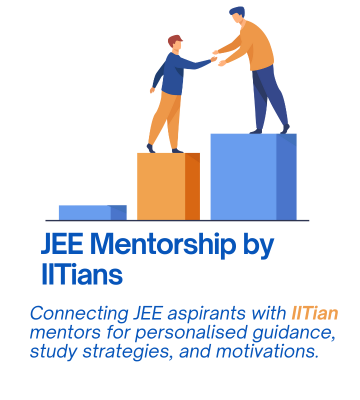 JEE Mentorship by
IITians
Connecting JEE aspirants with IITian
mentors for personalised guidance,
study strategies, and motivations.